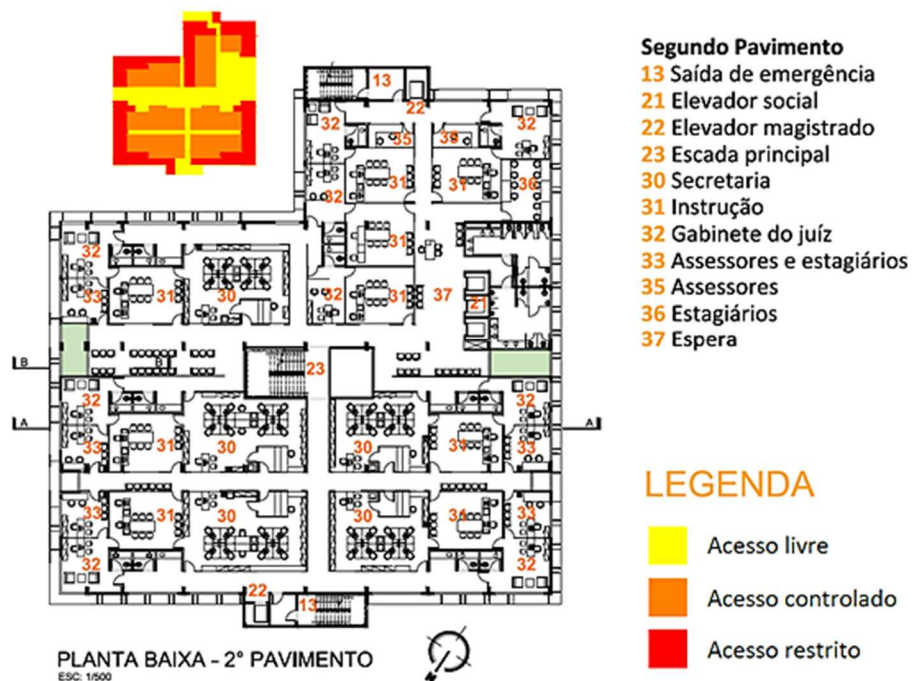 13
22
32
32
35
31
36
32
31
32
31
37
21
32
33
31
30
B
B
23
32
32
A
A
33
31
30
30
31
33
33
31
30
30
31
33
32
32
22
13
PLANTA BAIXA - 2° PAVIMENTO
ESC: 1/500
N
Segundo Pavimento
13 Saída de emergência
21 Elevador social
22 Elevador magistrado
23 Escada principal
30 Secretaria
31 Instrução
32 Gabinete do juíz
33 Assessores e estagiários
35 Assessores
36 Estagiários
37 Espera
LEGENDA
Acesso livre
Acesso controlado
Acesso restrito